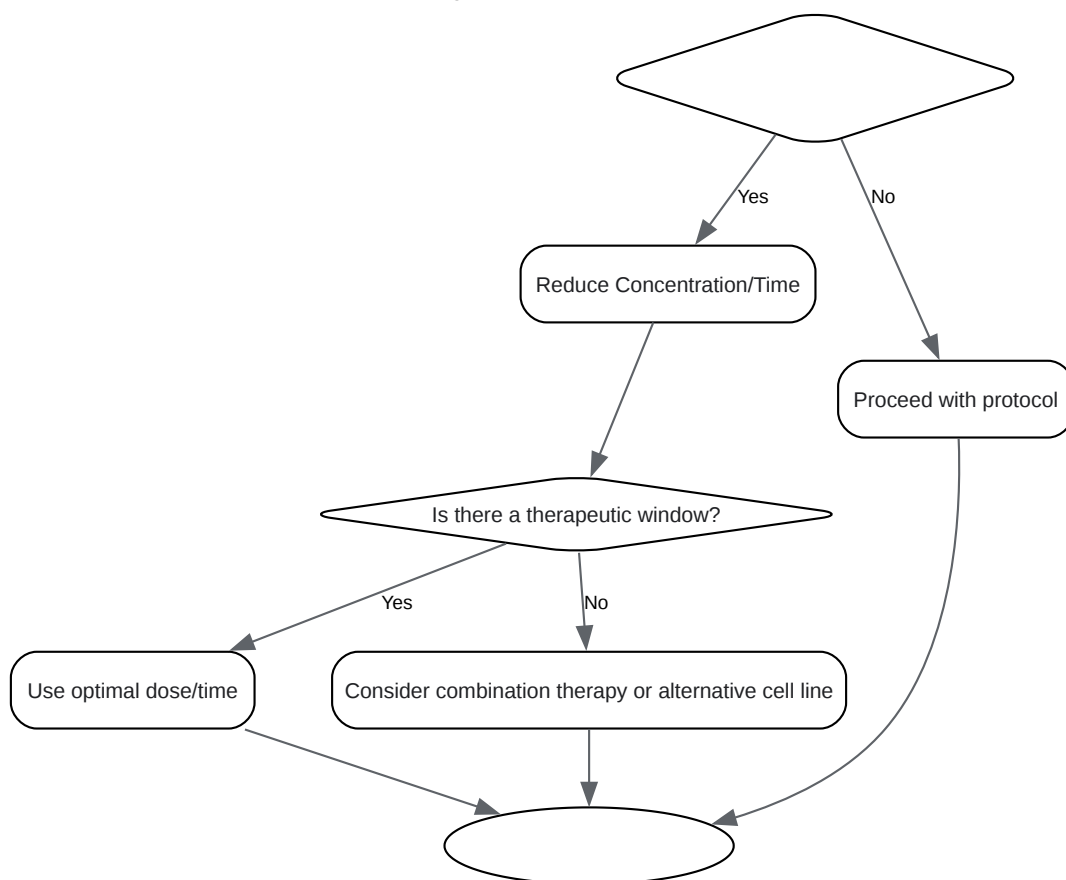 Yes
No
Reduce Concentration/Time
Proceed with protocol
Is there a therapeutic window?
Yes
No
Use optimal dose/time
Consider combination therapy or alternative cell line